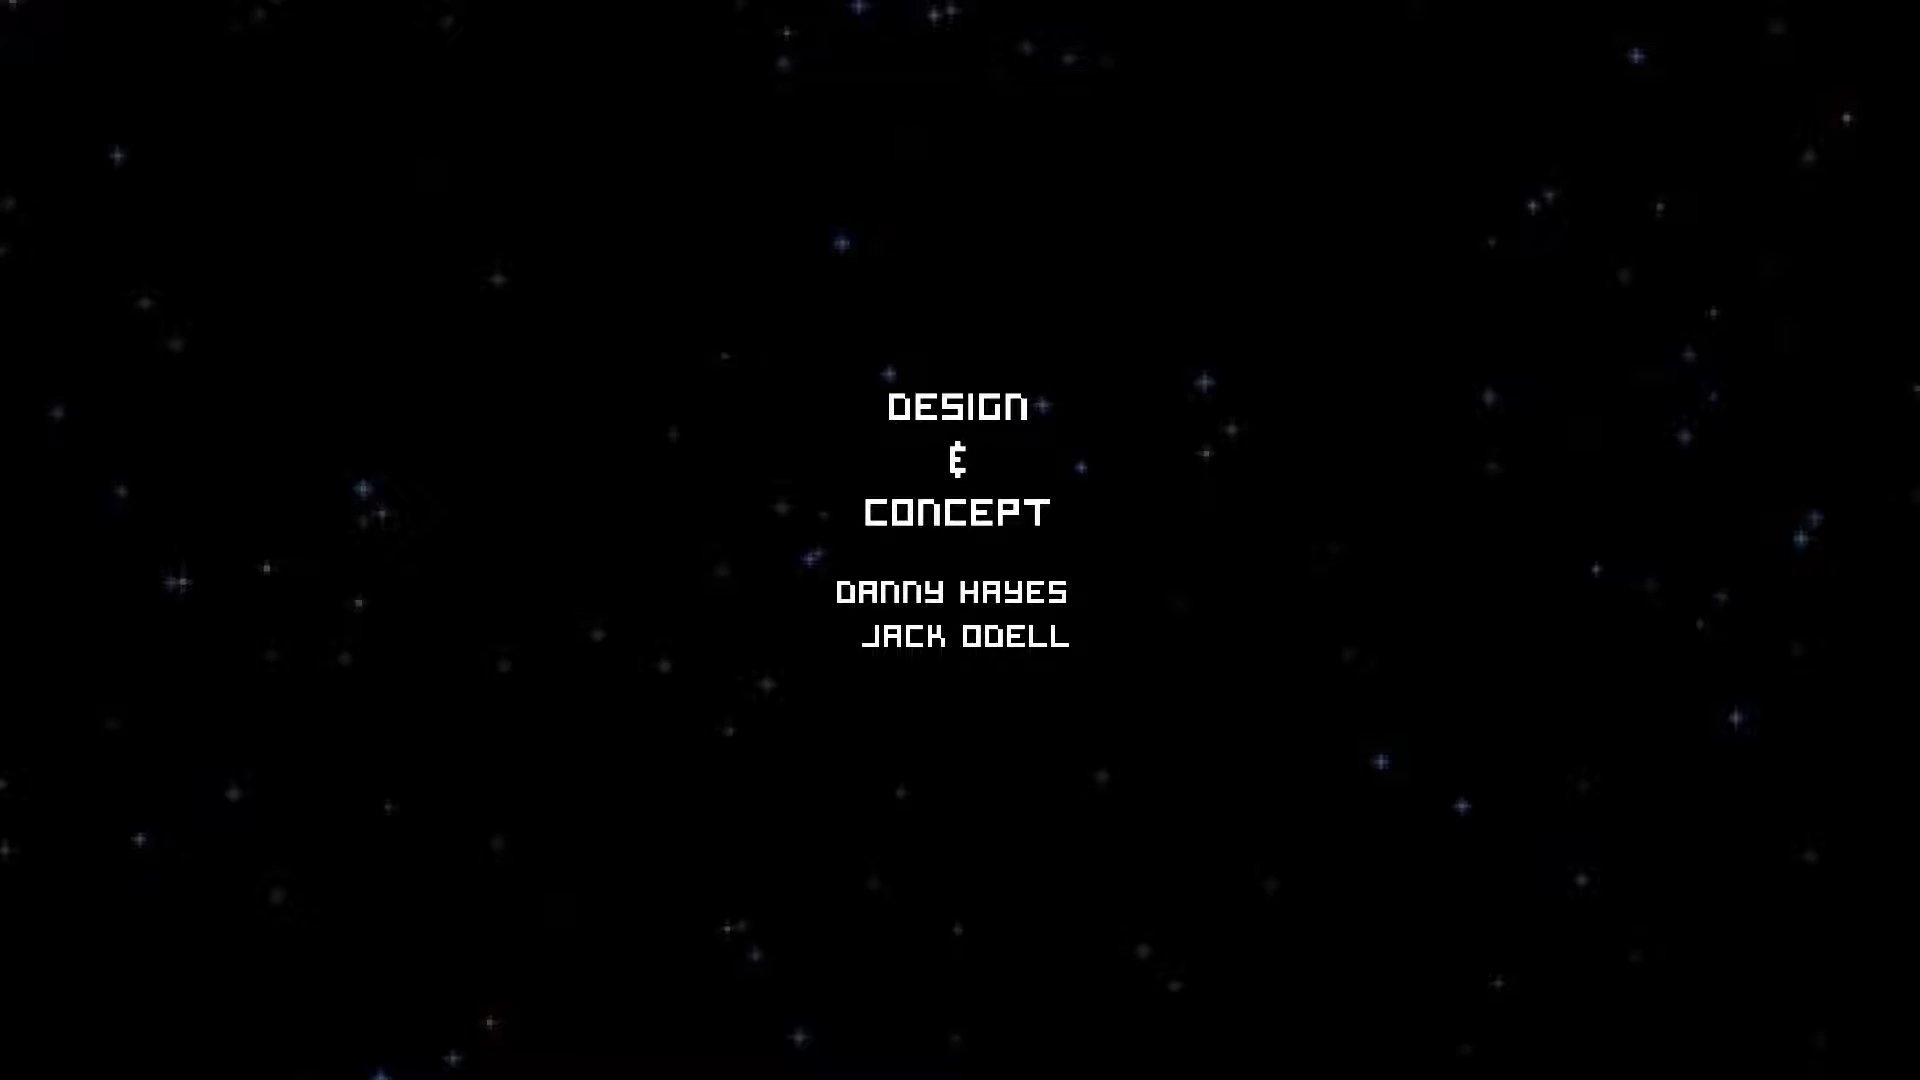 DESIGN
&
CONCEPT
DANNY HAYES
JACK ODELL